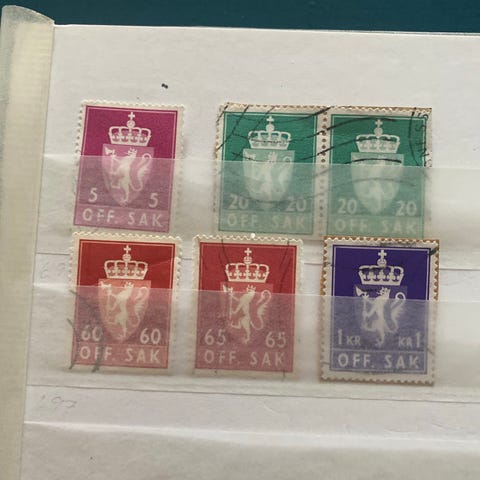 5 5
OFF. SAK
20 20
OFF. SAK
20 20
OFF. SAK
60 60
OFF. SAK
65 65
OFF. SAK
1 KR KR 1
OFF. SAK